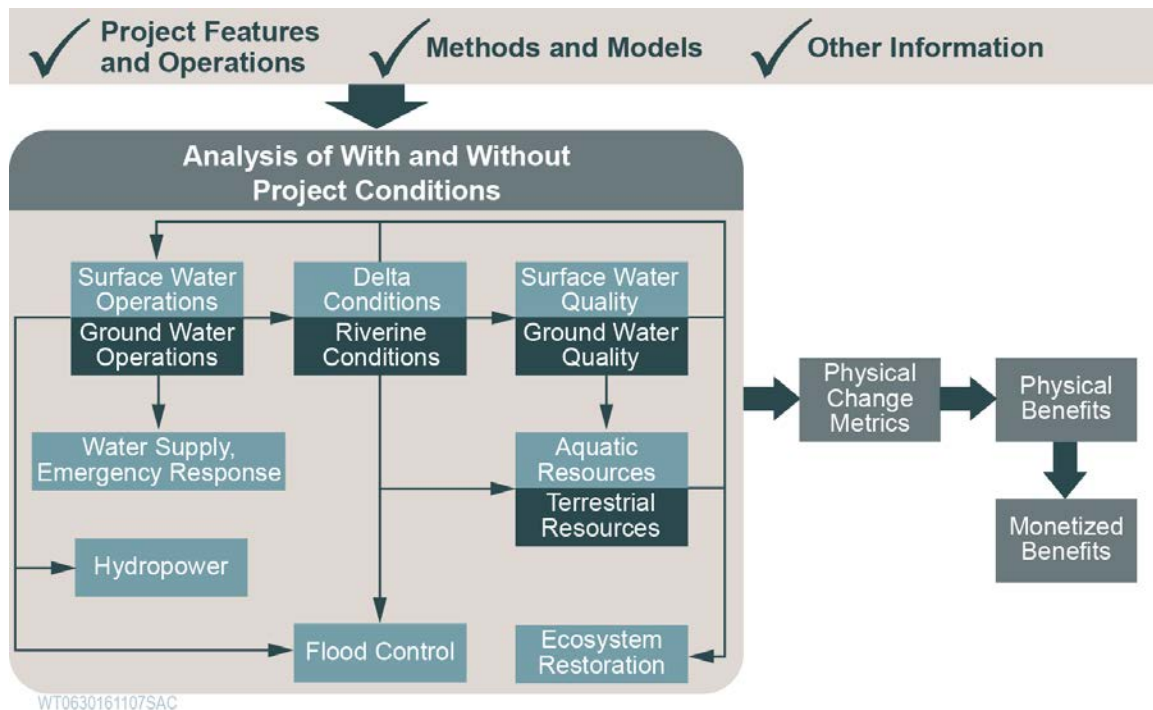 Project Features
and Operations
Methods and Models
Other Information
Analysis of With and Without
Project Conditions
Surface Water
Operations
Ground Water
Operations
Delta
Conditions
Riverine
Conditions
Surface Water
Quality
Ground Water
Quality
Water Supply,
Emergency Response
Aquatic
Resources
Terrestrial
Resources
Hydropower
Flood Control
Ecosystem
Restoration
Physical
Change
Metrics
Physical
Benefits
Monetized
Benefits
WT0630161107SAC